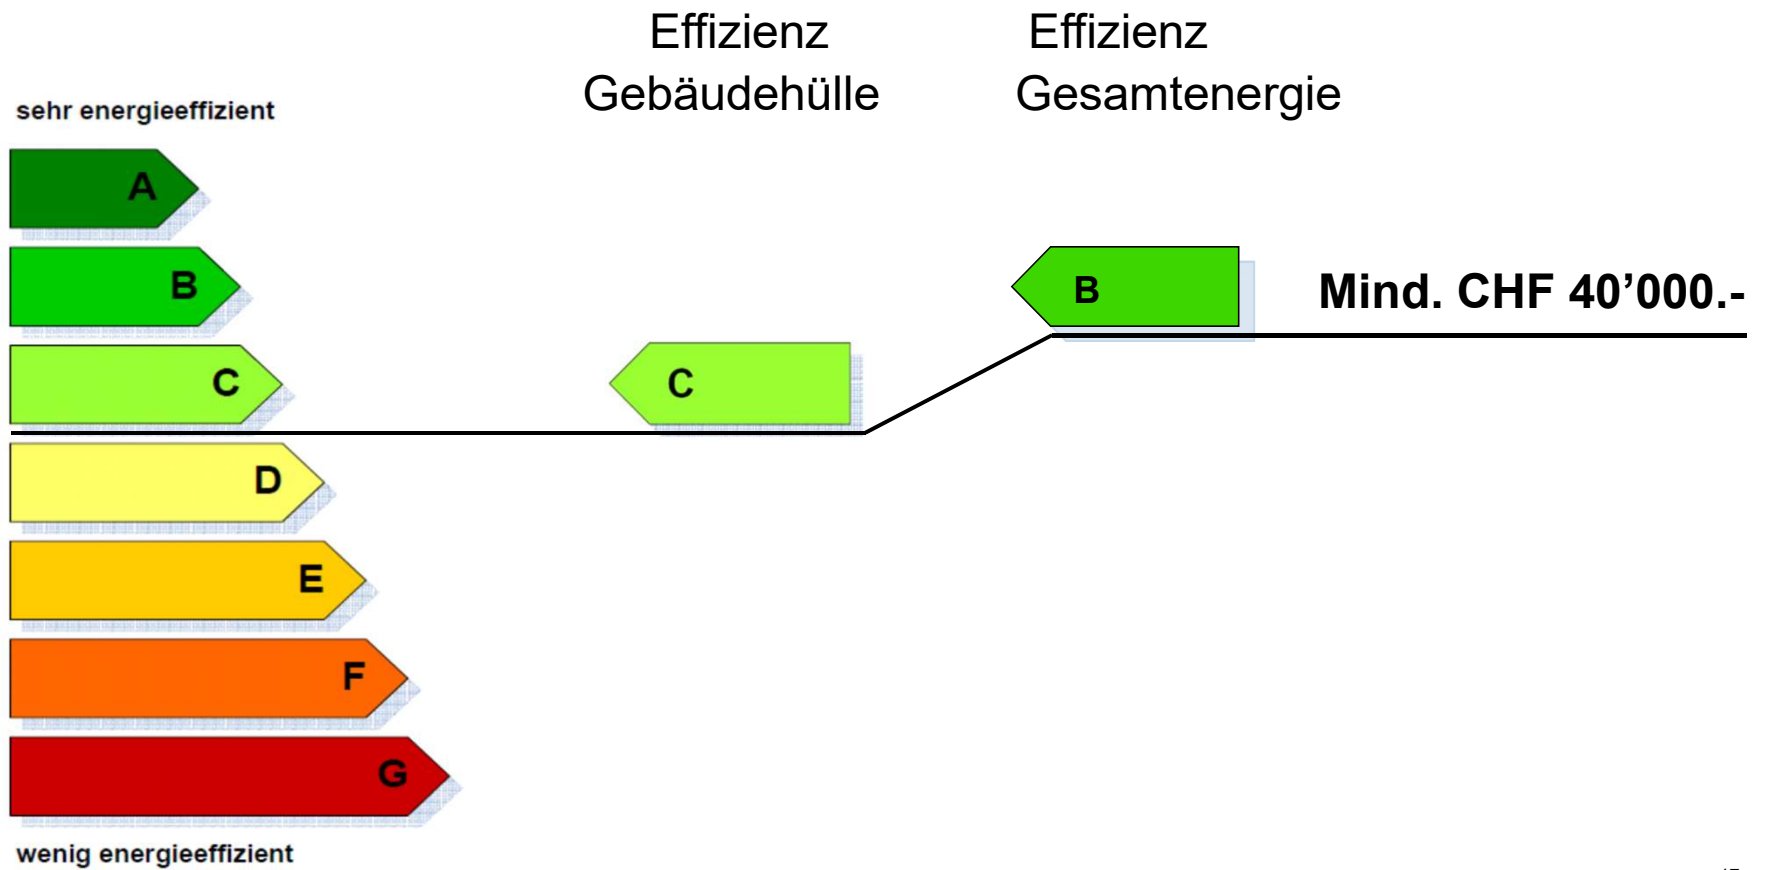 Effizienz
Gebäudehülle
Effizienz
Gesamtenergie
sehr energieeffizient
A
B
B
Mind. CHF 40’000.-
C
C
D
E
F
G
wenig energieeffizient